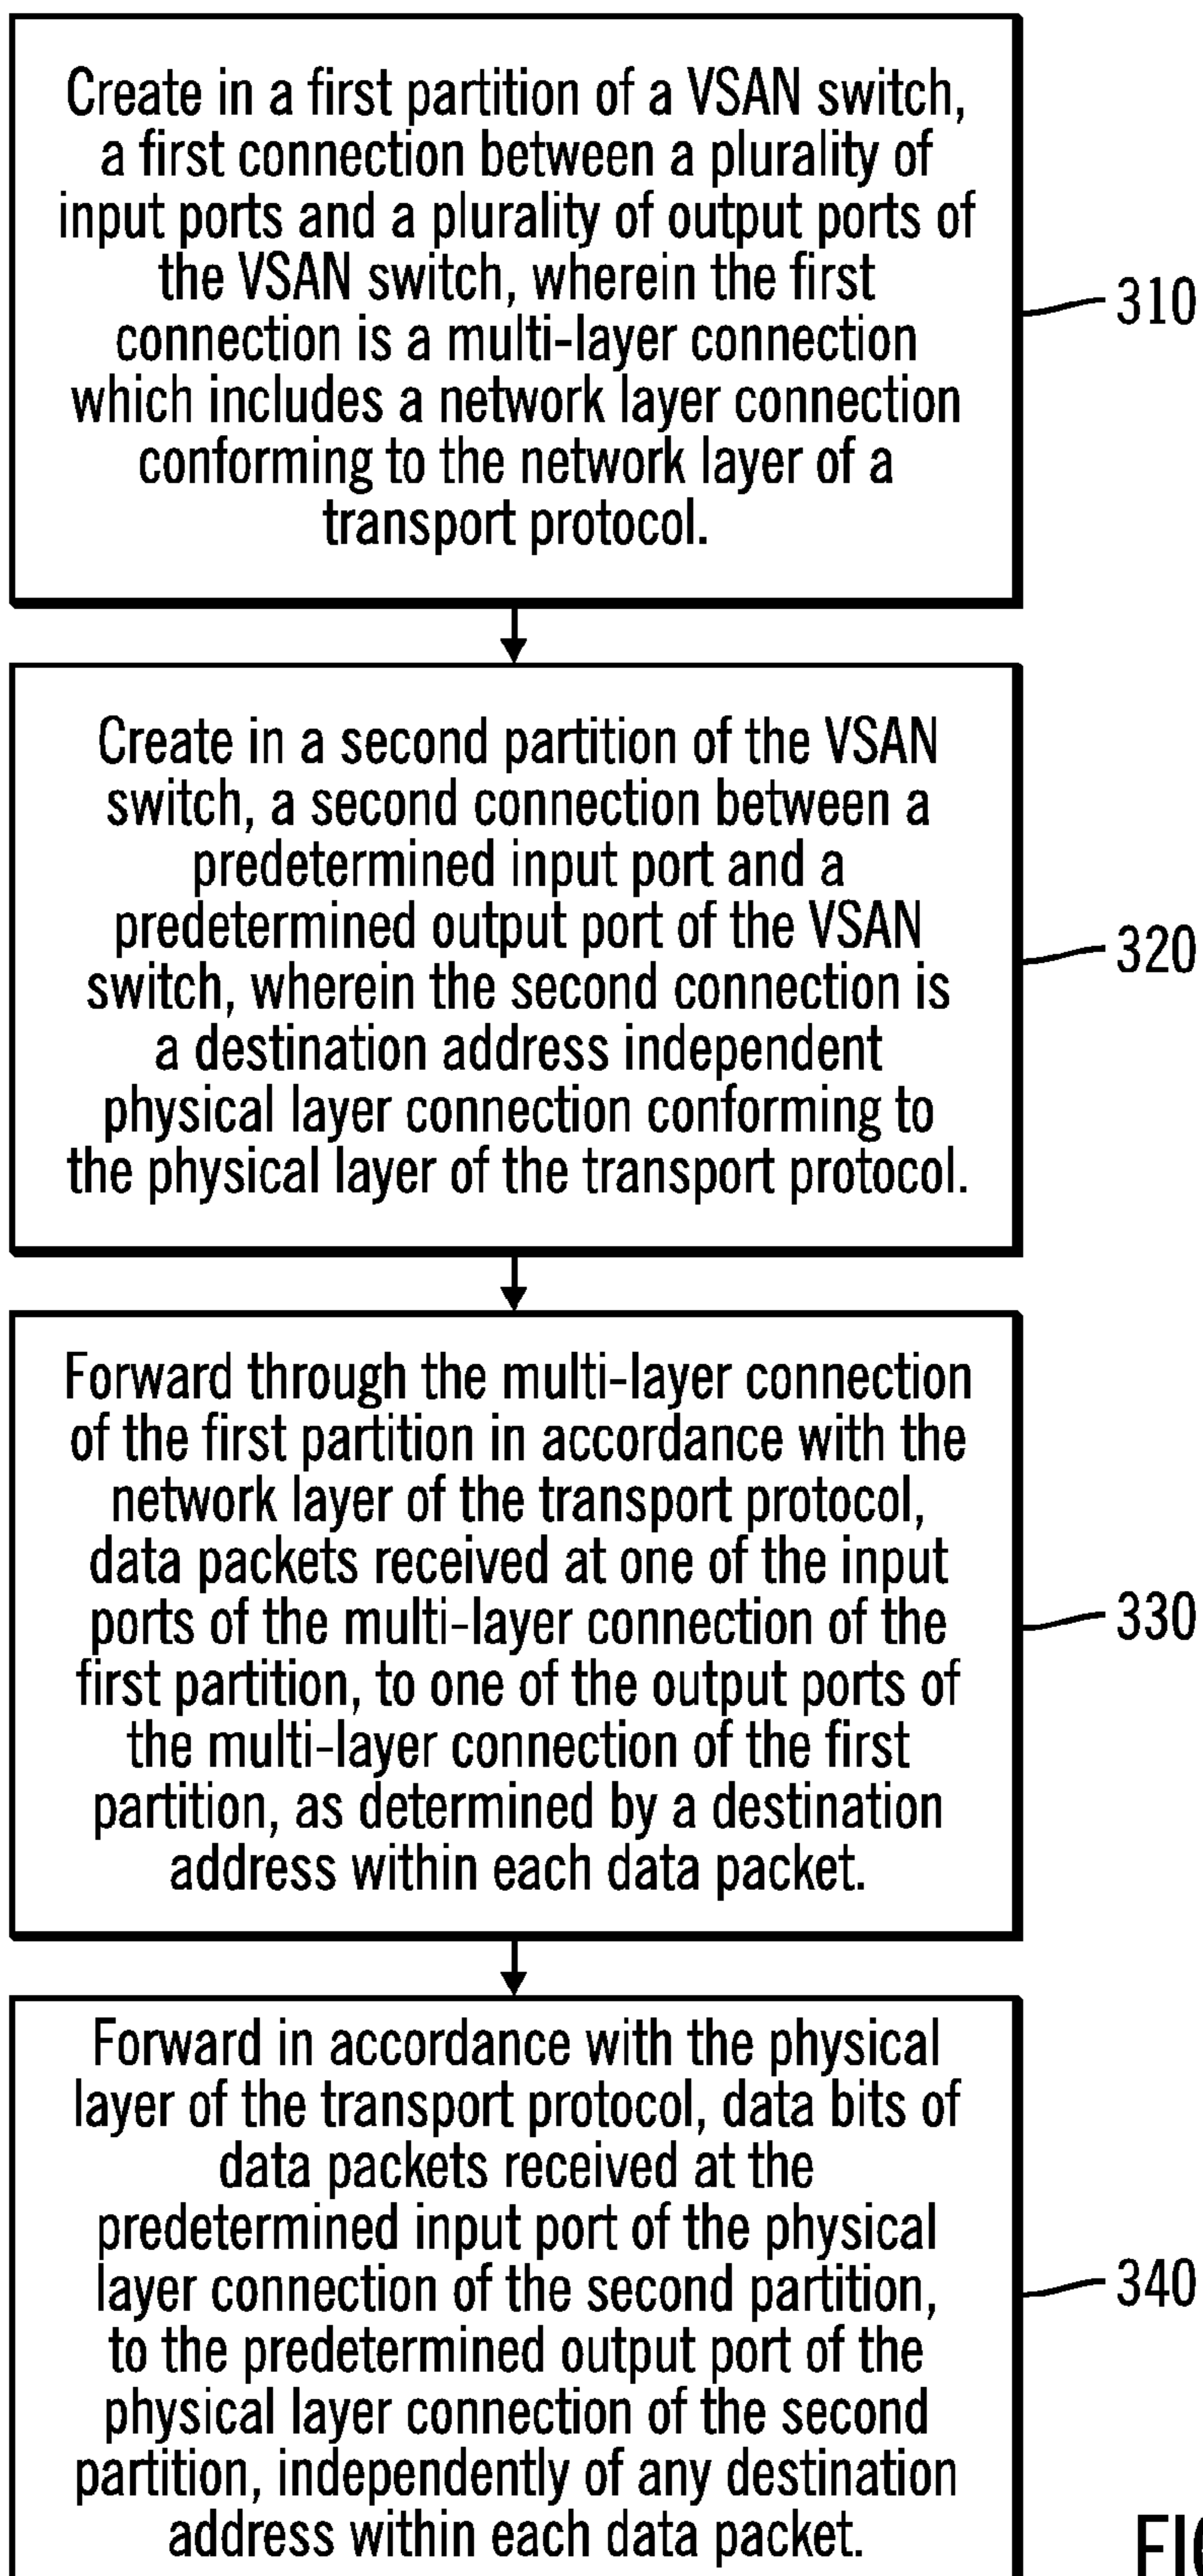 Create in a first partition of a VSAN switch,
a first connection between a plurality of
input ports and a plurality of output ports of
the VSAN switch, wherein the first
connection is a multi-layer connection
which includes a network layer connection
conforming to the network layer of a
transport protocol.
310
Create in a second partition of the VSAN
switch, a second connection between a
predetermined input port and a
predetermined output port of the VSAN
switch, wherein the second connection is
a destination address independent
physical layer connection conforming to
the physical layer of the transport protocol.
320
Forward through the multi-layer connection
of the first partition in accordance with the
network layer of the transport protocol,
data packets received at one of the input
ports of the multi-layer connection of the
first partition, to one of the output ports of
the multi-layer connection of the first
partition, as determined by a destination
address within each data packet.
330
Forward in accordance with the physical
layer of the transport protocol, data bits of
data packets received at the
predetermined input port of the physical
layer connection of the second partition,
to the predetermined output port of the
physical layer connection of the second
partition, independently of any destination
address within each data packet.
340